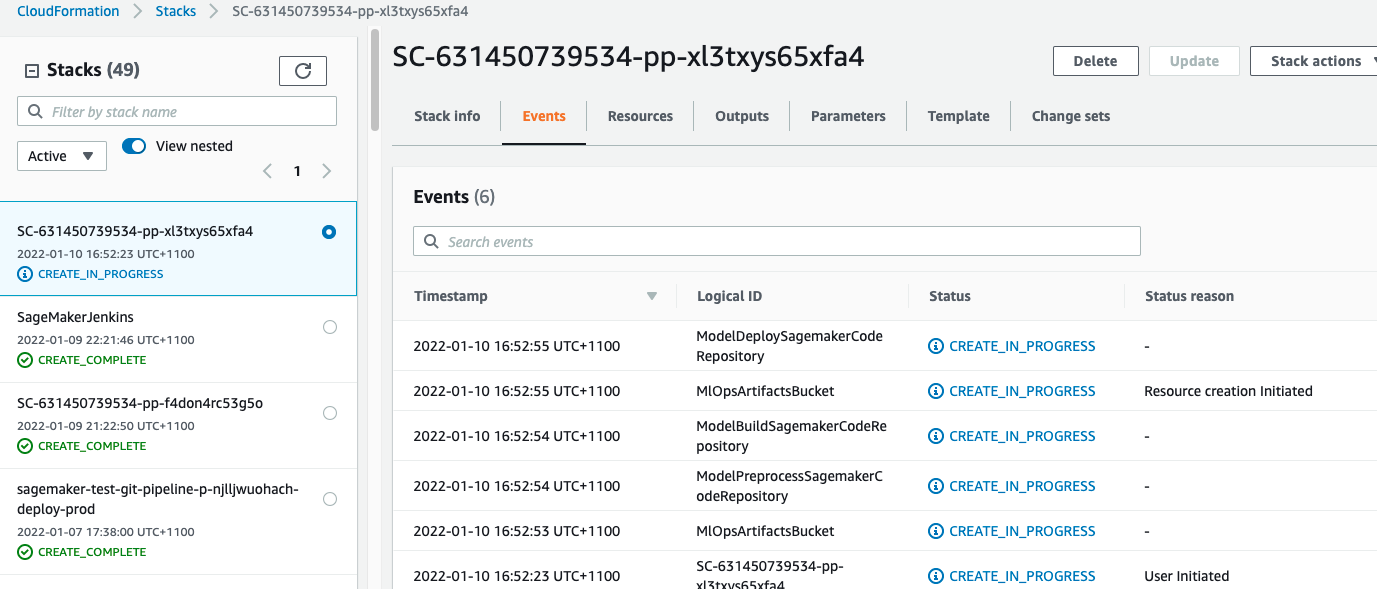 CloudFormation > Stacks > SC-631450739534-pp-xl3txys65xfa4
Stacks (49)
Filter by stack name
Active
View nested
1
SC-631450739534-pp-xl3txys65xfa4
2022-01-10 16:52:23 UTC+1100
CREATE_IN_PROGRESS
SageMakerJenkins
2022-01-09 22:21:46 UTC+1100
CREATE_COMPLETE
SC-631450739534-pp-f4don4rc53g5o
2022-01-09 21:22:50 UTC+1100
CREATE_COMPLETE
sagemaker-test-git-pipeline-p-njlljwuohach-
deploy-prod
2022-01-07 17:38:00 UTC+1100
CREATE_COMPLETE
SC-631450739534-pp-xl3txys65xfa4
Delete
Update
Stack actions
Stack info Events Resources Outputs Parameters Template Change sets
Events (6)
Search events
Timestamp Logical ID Status Status reason
2022-01-10 16:52:55 UTC+1100 ModelDeploySagemakerCode CREATE_IN_PROGRESS -
Repository
2022-01-10 16:52:55 UTC+1100 MlOpsArtifactsBucket CREATE_IN_PROGRESS Resource creation Initiated
2022-01-10 16:52:54 UTC+1100 ModelBuildSagemakerCodeRe CREATE_IN_PROGRESS -
pository
2022-01-10 16:52:54 UTC+1100 ModelPreprocessSagemakerC CREATE_IN_PROGRESS -
odeRepository
2022-01-10 16:52:53 UTC+1100 MlOpsArtifactsBucket CREATE_IN_PROGRESS -
2022-01-10 16:52:23 UTC+1100 SC-631450739534-pp- CREATE_IN_PROGRESS User Initiated
xl3txys65xfa4